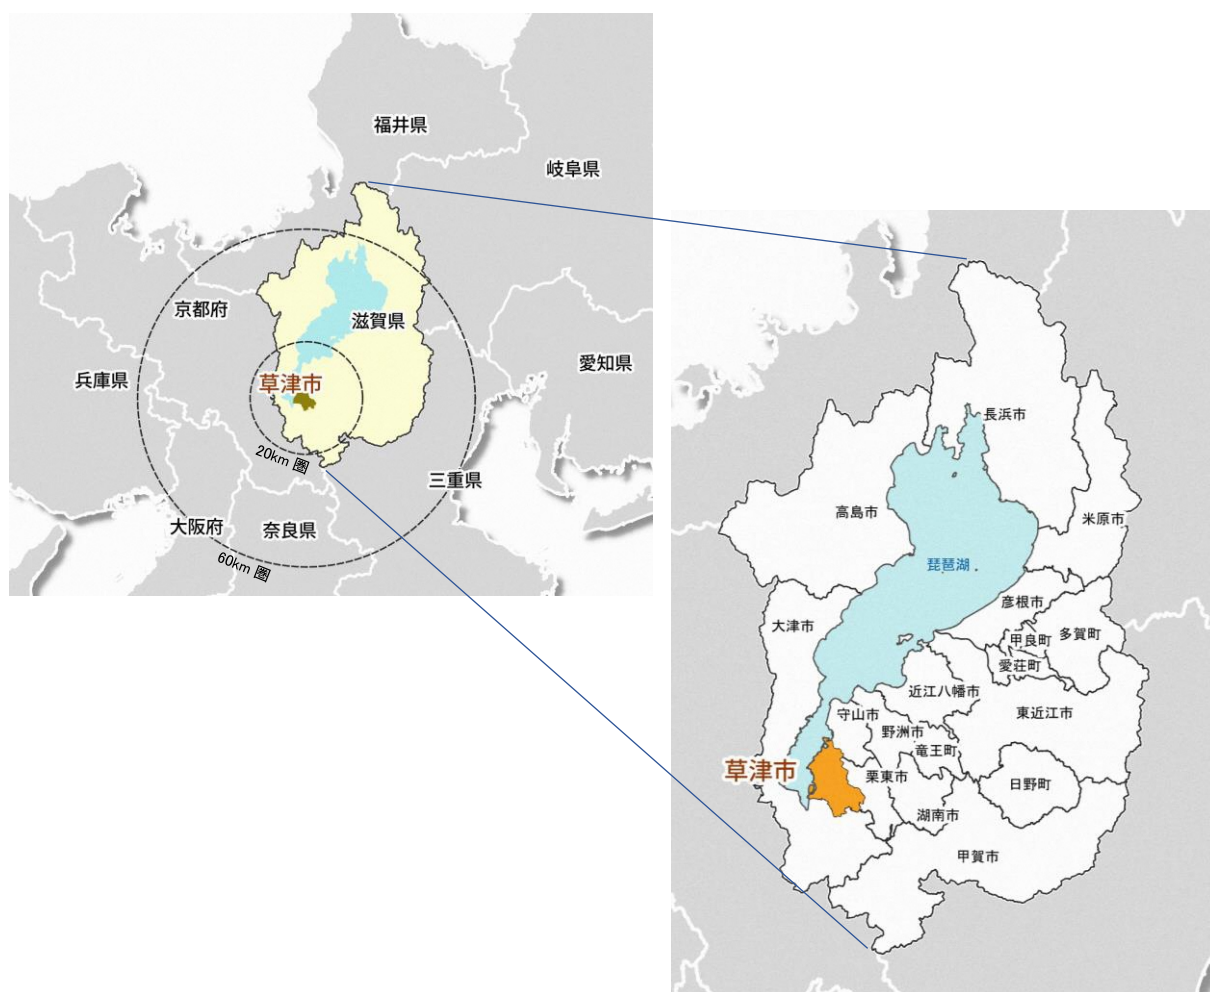 福井県
岐阜県
京都府
滋賀県
愛知県
兵庫県
草津市
20km 圏
三重県
大阪府
奈良県
60km 圏
長浜市
高島市
米原市
琵琶湖
彦根市
大津市
甲良町
多賀町
愛荘町
近江八幡市
守山市
東近江市
野洲市
竜王町
草津市
栗東市
日野町
湖南市
甲賀市